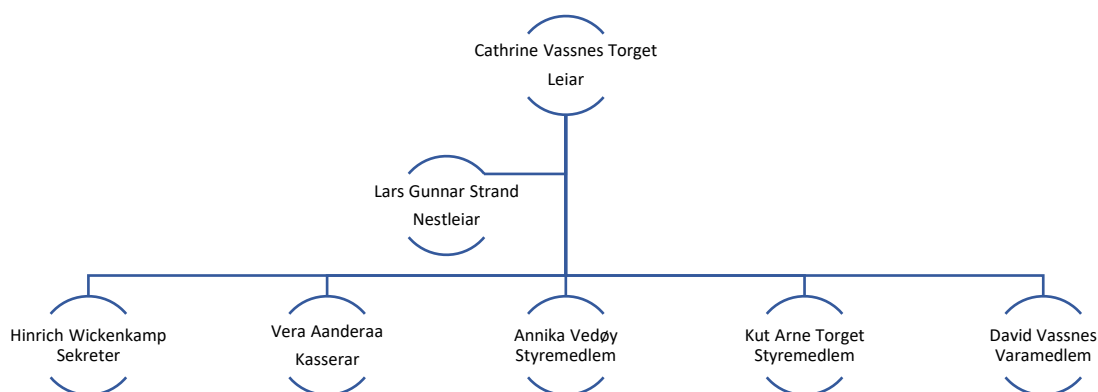 Cathrine Vassnes Torget
Leiar
Lars Gunnar Strand
Nestleiar
Hinrich Wickenkamp
Sekreter
Vera Aanderaa
Kasserar
Annika Vedøy
Styremedlem
Kut Arne Torget
Styremedlem
David Vassnes
Varamedlem